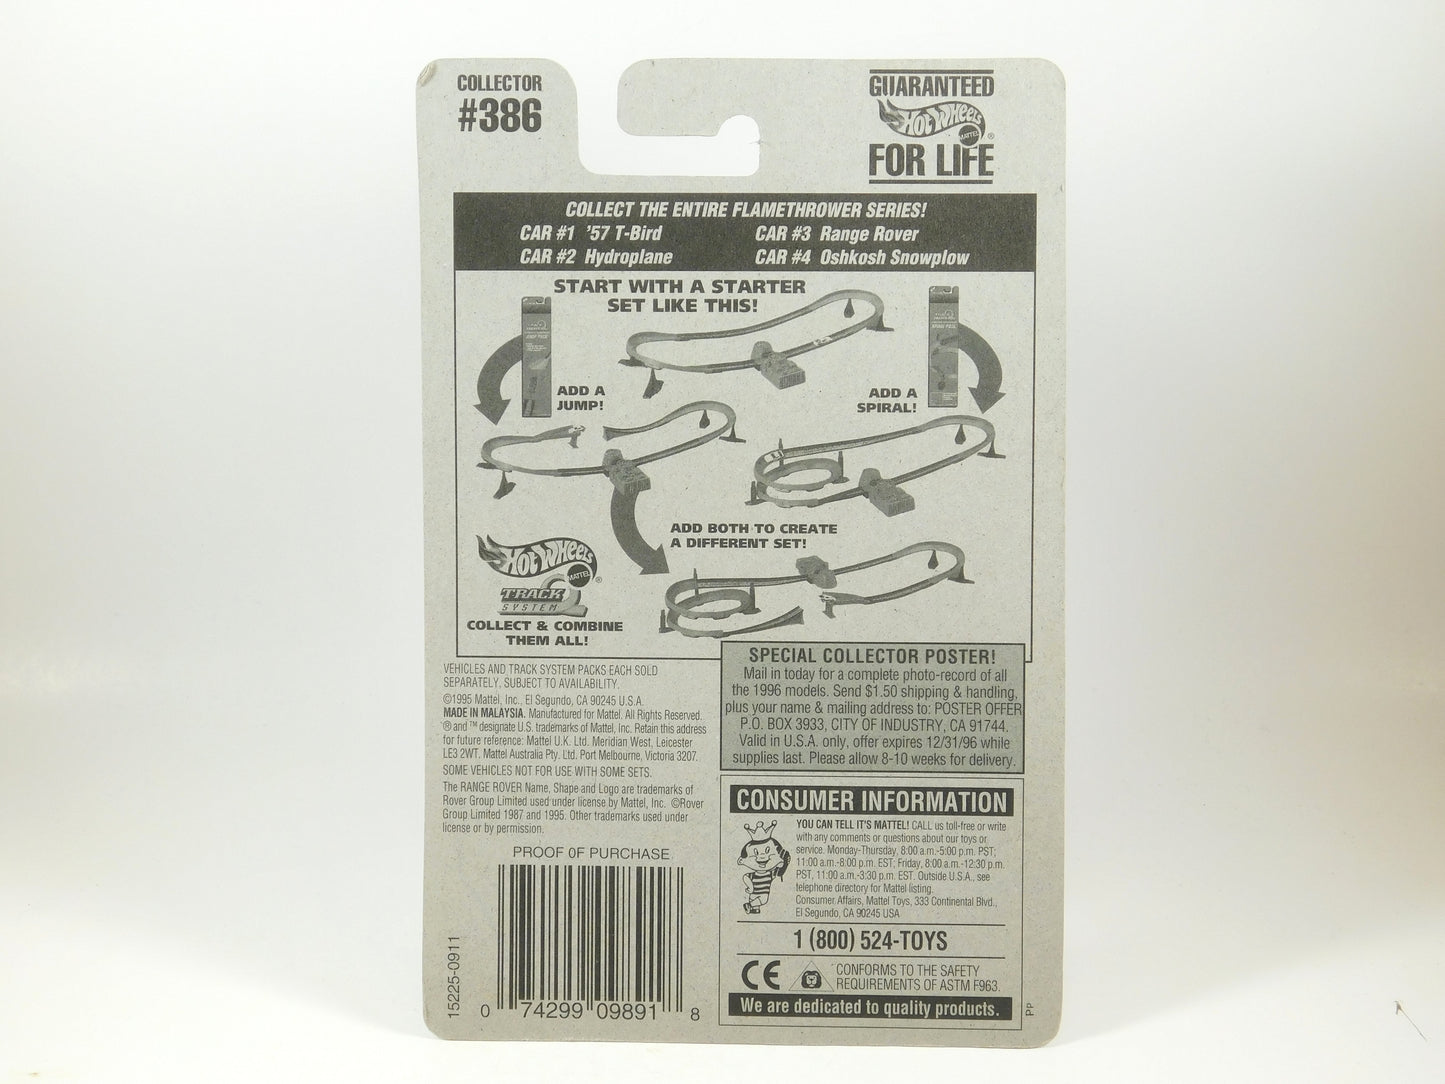 COLLECTOR
#386
GUARANTEED
HOT WHEELS
MATTEL
®
FOR LIFE
COLLECT THE ENTIRE FLAMETHROWER SERIES!
CAR #1 '57 T-Bird
CAR #2 Hydroplane
CAR #3 Range Rover
CAR #4 Oshkosh Snowplow
START WITH A STARTER
SET LIKE THIS!
JUMP PACK
ADD A
JUMP!
SPIRAL PACK
ADD A
SPIRAL!
ADD BOTH TO CREATE
A DIFFERENT SET!
HOT WHEELS
MATTEL
®
TRACK
SYSTEM
COLLECT & COMBINE
THEM ALL!
VEHICLES AND TRACK SYSTEM PACKS EACH SOLD
SEPARATELY, SUBJECT TO AVAILABILITY.
©1995 Mattel, Inc., El Segundo, CA 90245 U.S.A.
MADE IN MALAYSIA. Manufactured for Mattel. All Rights Reserved.
® and ™ designate U.S. trademarks of Mattel, Inc. Retain this address
for future reference: Mattel U.K. Ltd. Meridian West, Leicester
LE3 2WT. Mattel Australia Pty. Ltd. Port Melbourne, Victoria 3207.
SOME VEHICLES NOT FOR USE WITH SOME SETS.
The RANGE ROVER Name, Shape and Logo are trademarks of
Rover Group Limited used under license by Mattel, Inc. ©Rover
Group Limited 1987 and 1995. Other trademarks used under
license or by permission.
PROOF OF PURCHASE
15225-0911
0 74299 09891 8
SPECIAL COLLECTOR POSTER!
Mail in today for a complete photo-record of all
the 1996 models. Send $1.50 shipping & handling,
plus your name & mailing address to: POSTER OFFER
P.O. BOX 3933, CITY OF INDUSTRY, CA 91744.
Valid in U.S.A. only, offer expires 12/31/96 while
supplies last. Please allow 8-10 weeks for delivery.
CONSUMER INFORMATION
YOU CAN TELL IT'S MATTEL! CALL us toll-free or write
with any comments or questions about our toys or
service. Monday-Thursday, 8:00 a.m.-5:00 p.m. PST;
11:00 a.m.-8:00 p.m. EST; Friday, 8:00 a.m.-12:30 p.m.
PST, 11:00 a.m.-3:30 p.m. EST. Outside U.S.A., see
telephone directory for Mattel listing.
Consumer Affairs, Mattel Toys, 333 Continental Blvd.,
El Segundo, CA 90245 USA
1 (800) 524-TOYS
CE
CONFORMS TO THE SAFETY
REQUIREMENTS OF ASTM F963.
We are dedicated to quality products.
PP